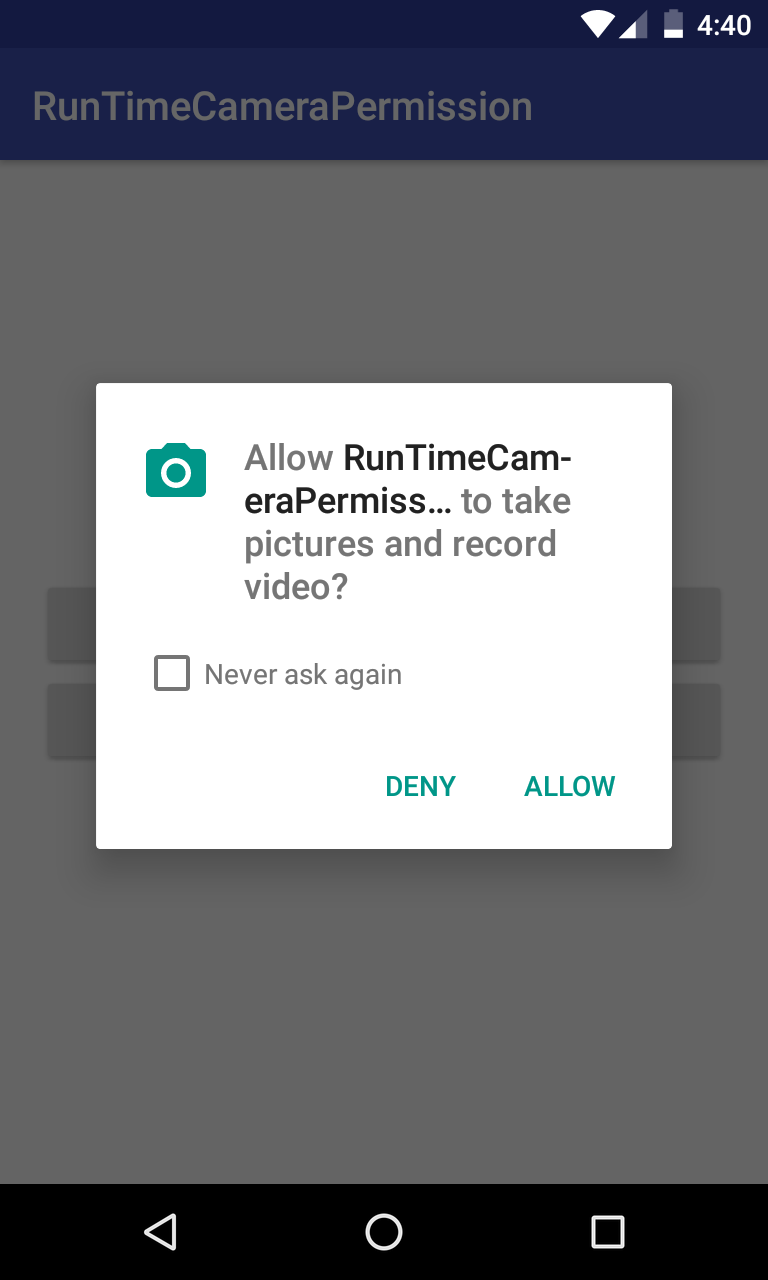 4:40
RunTimeCameraPermission
Allow RunTimeCam-
eraPermiss... to take
pictures and record
video?
Never ask again
DENY ALLOW